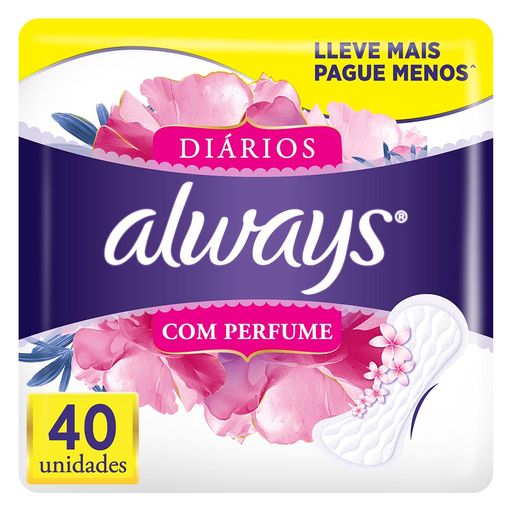 LLEVE MAIS
PAGUE MENOS^
DIÁRIOS
always®
COM PERFUME
40
unidades